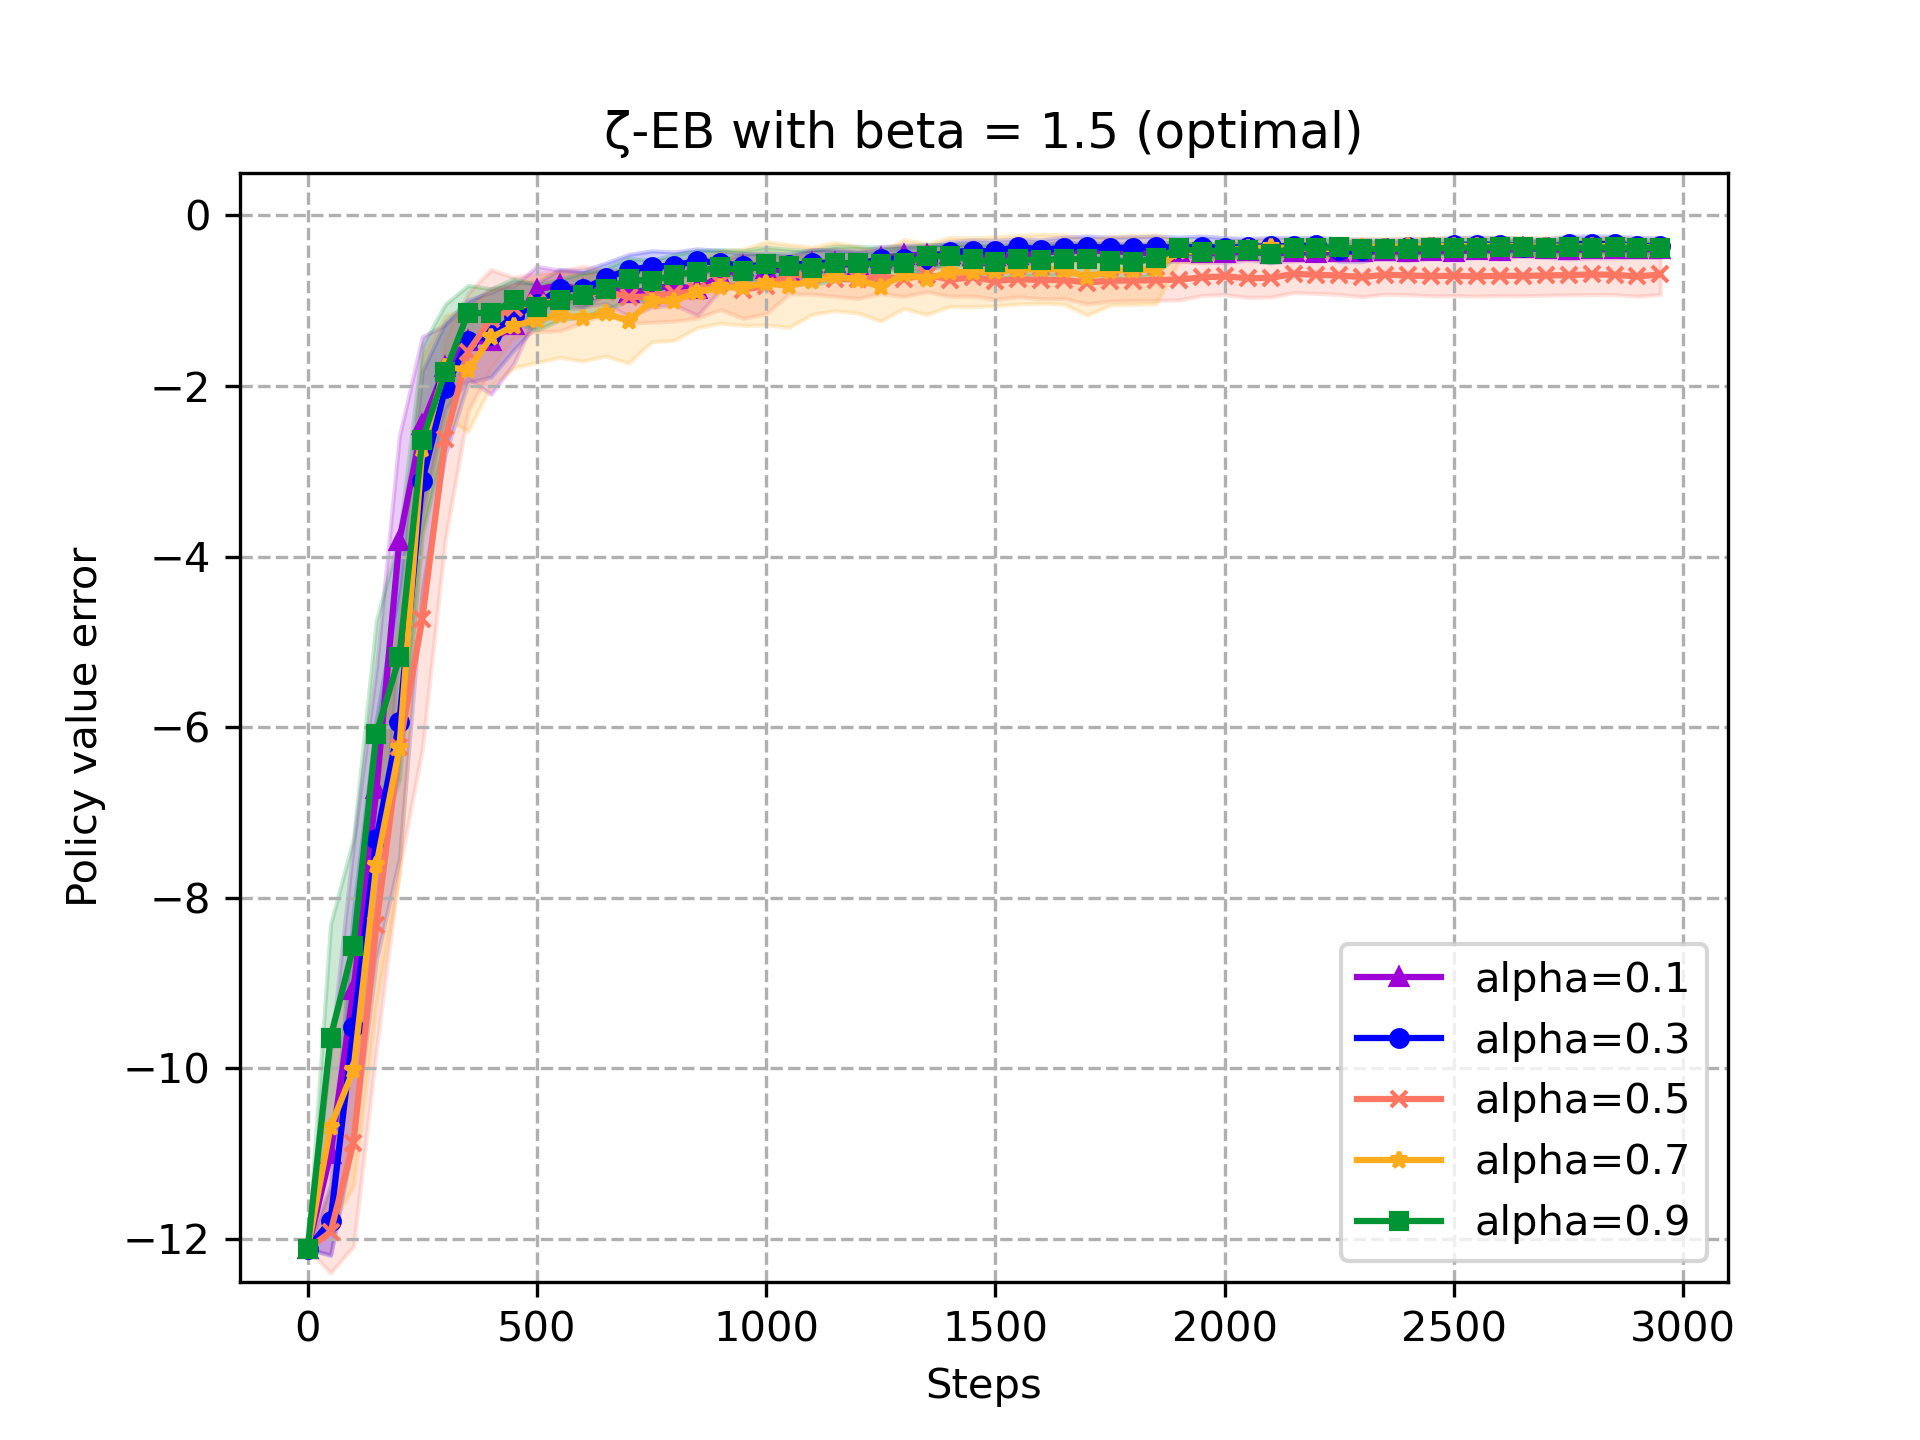 ζ-EB with beta = 1.5 (optimal)
Policy value error
0
−2
−4
−6
−8
−10
−12
0
500
1000
1500
2000
2500
3000
Steps
alpha=0.1
alpha=0.3
alpha=0.5
alpha=0.7
alpha=0.9